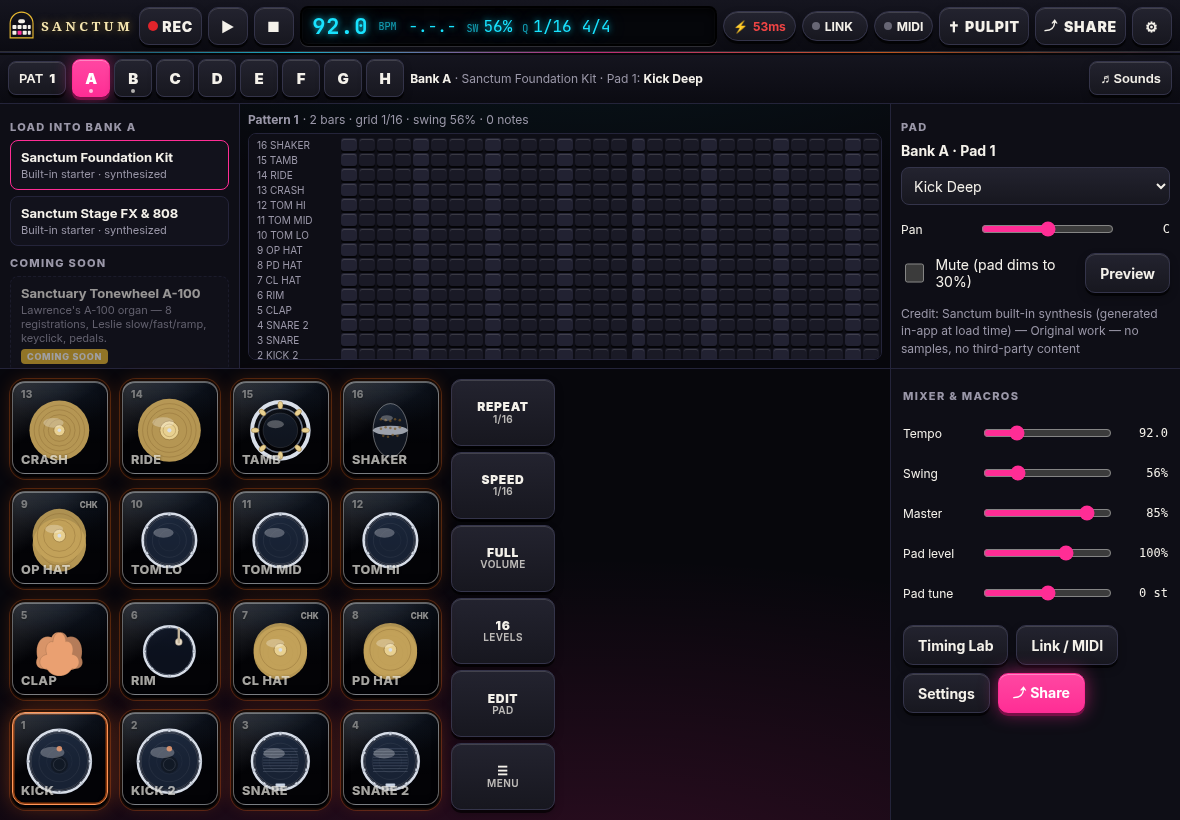 SANCTUM
REC
92.0 BPM -.-.- SW 56% Q 1/16 4/4
⚡ 53ms
LINK
MIDI
✝ PULPIT
⤴ SHARE
PAT 1
A
B
C
D
E
F
G
H
Bank A · Sanctum Foundation Kit · Pad 1: Kick Deep
♬ Sounds
LOAD INTO BANK A
Sanctum Foundation Kit
Built-in starter · synthesized
Sanctum Stage FX & 808
Built-in starter · synthesized
COMING SOON
Sanctuary Tonewheel A-100
Lawrence's A-100 organ — 8
registrations, Leslie slow/fast/ramp,
keyclick, pedals.
COMING SOON
Pattern 1 · 2 bars · grid 1/16 · swing 56% · 0 notes
16 SHAKER
15 TAMB
14 RIDE
13 CRASH
12 TOM HI
11 TOM MID
10 TOM LO
9 OP HAT
8 PD HAT
7 CL HAT
6 RIM
5 CLAP
4 SNARE 2
3 SNARE
2 KICK 2
PAD
Bank A · Pad 1
Kick Deep
Pan C
Mute (pad dims to
30%)
Preview
Credit: Sanctum built-in synthesis (generated
in-app at load time) — Original work — no
samples, no third-party content
13
CRASH
14
RIDE
15
TAMB
16
SHAKER
9 CHK
OP HAT
10
TOM LO
11
TOM MID
12
TOM HI
5
CLAP
6
RIM
7 CHK
CL HAT
8 CHK
PD HAT
1
KICK
2
KICK 2
3
SNARE
4
SNARE 2
REPEAT
1/16
SPEED
1/16
FULL
VOLUME
16
LEVELS
EDIT
PAD
☰
MENU
MIXER & MACROS
Tempo 92.0
Swing 56%
Master 85%
Pad level 100%
Pad tune 0 st
Timing Lab
Link / MIDI
Settings
⤴ Share